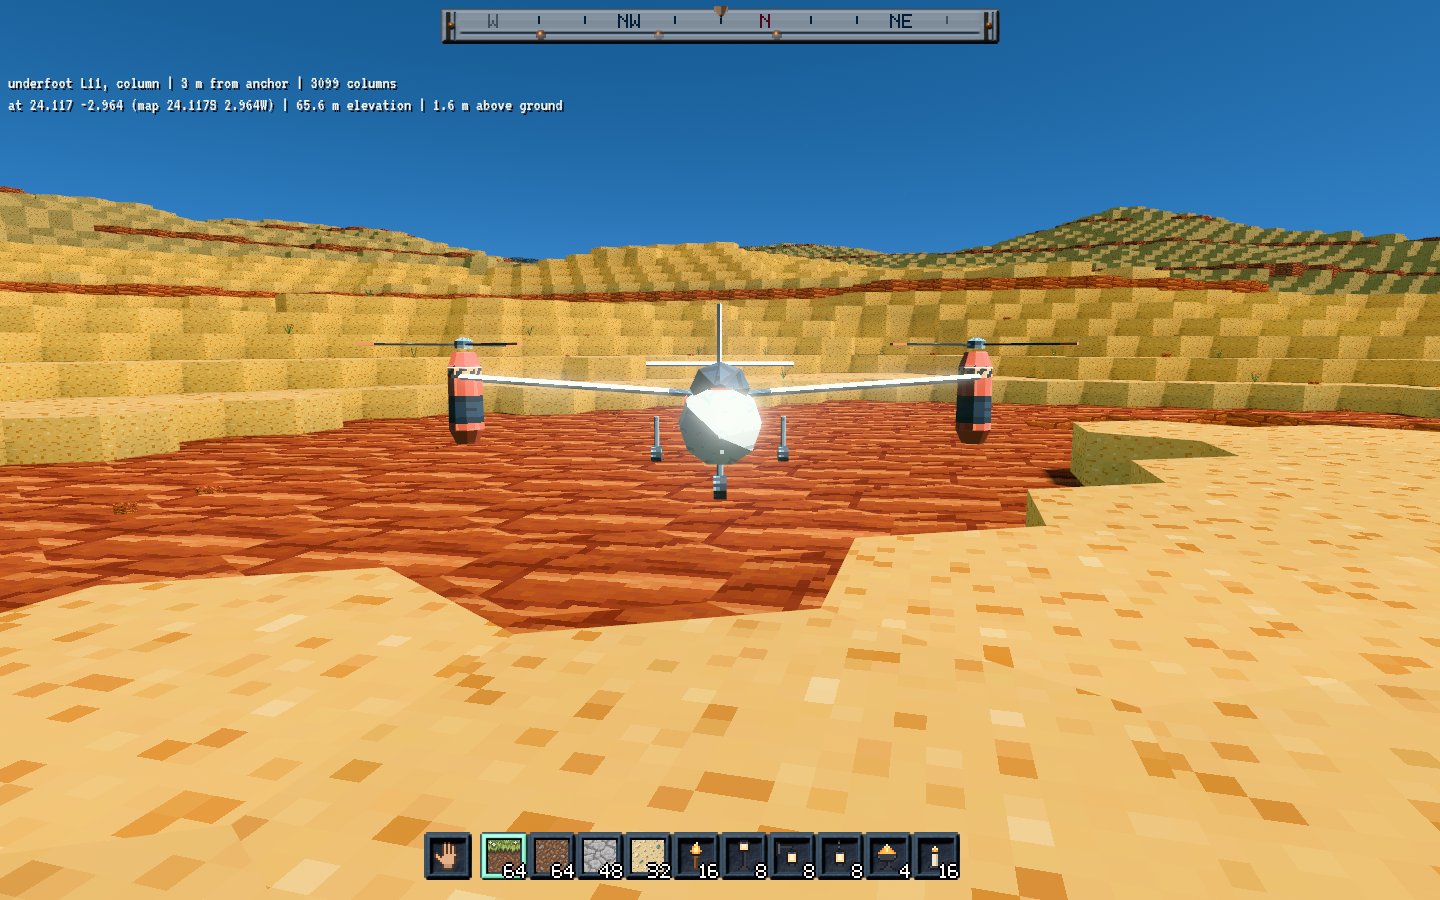 W NW N NE
underfoot L11, column | 3 m from anchor | 3099 columns
at 24.117 -2.964 (map 24.117S 2.964W) | 65.6 m elevation | 1.6 m above ground
64 64 48 32 16 8 8 8 4 16